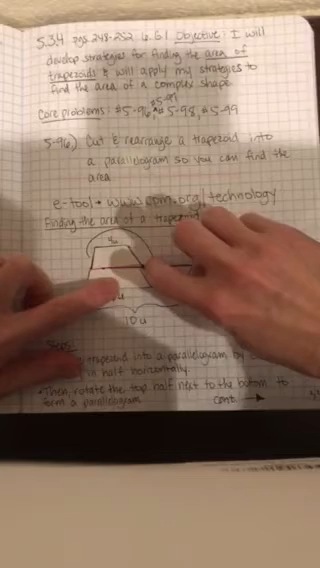 5.3.4 pgs. 248-252 6.G.1 Objective: I will
develop strategies for finding the area of
trapezoids & will apply my strategies to
find the area of a complex shape.
Core problems: #5-96, #5-97, #5-98, #5-99
5-96) Cut & rearrange a trapezoid into
a parallelogram so you can find the
area
e-tool → www.cpm.org/technology
Finding the area of a trapezoid
4u
u
10u
Steps:
trapezoid into a parallelogram by
in half horizontally.
• Then rotate the top half next to the bottom to
form a parallelogram
cont. →